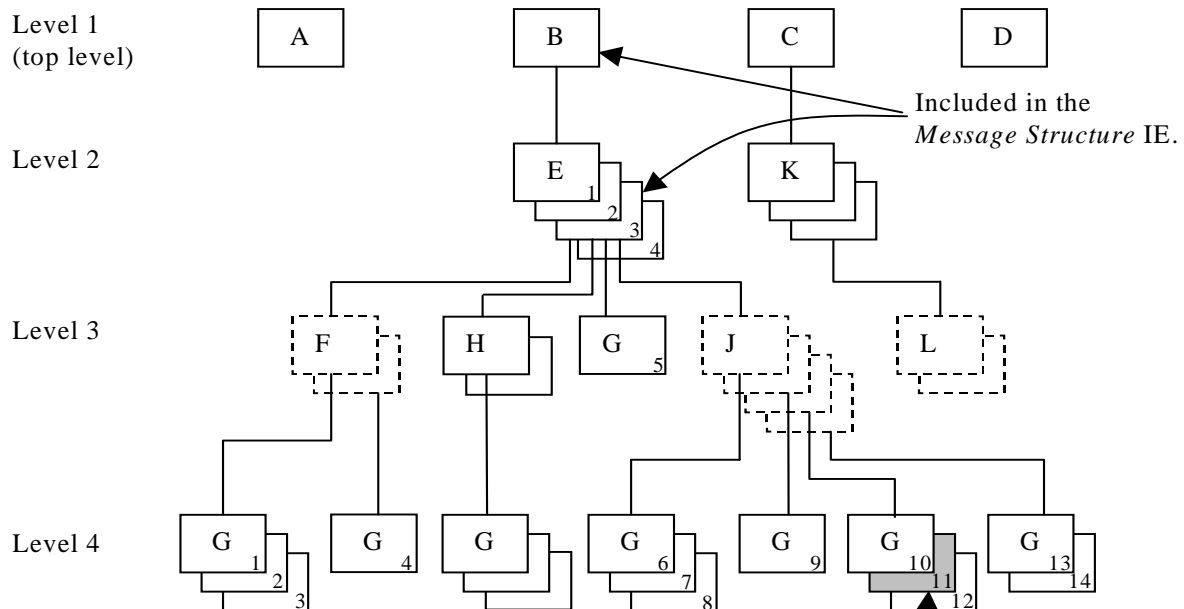 Level 1
(top level)
A
B
C
D
Included in the
Message Structure IE.
Level 2
E
1
2
3
4
K
Level 3
F
H
G
5
J
L
Level 4
G
1
2
3
G
4
G
G
6
7
8
G
9
G
10
11
12
G
13
14